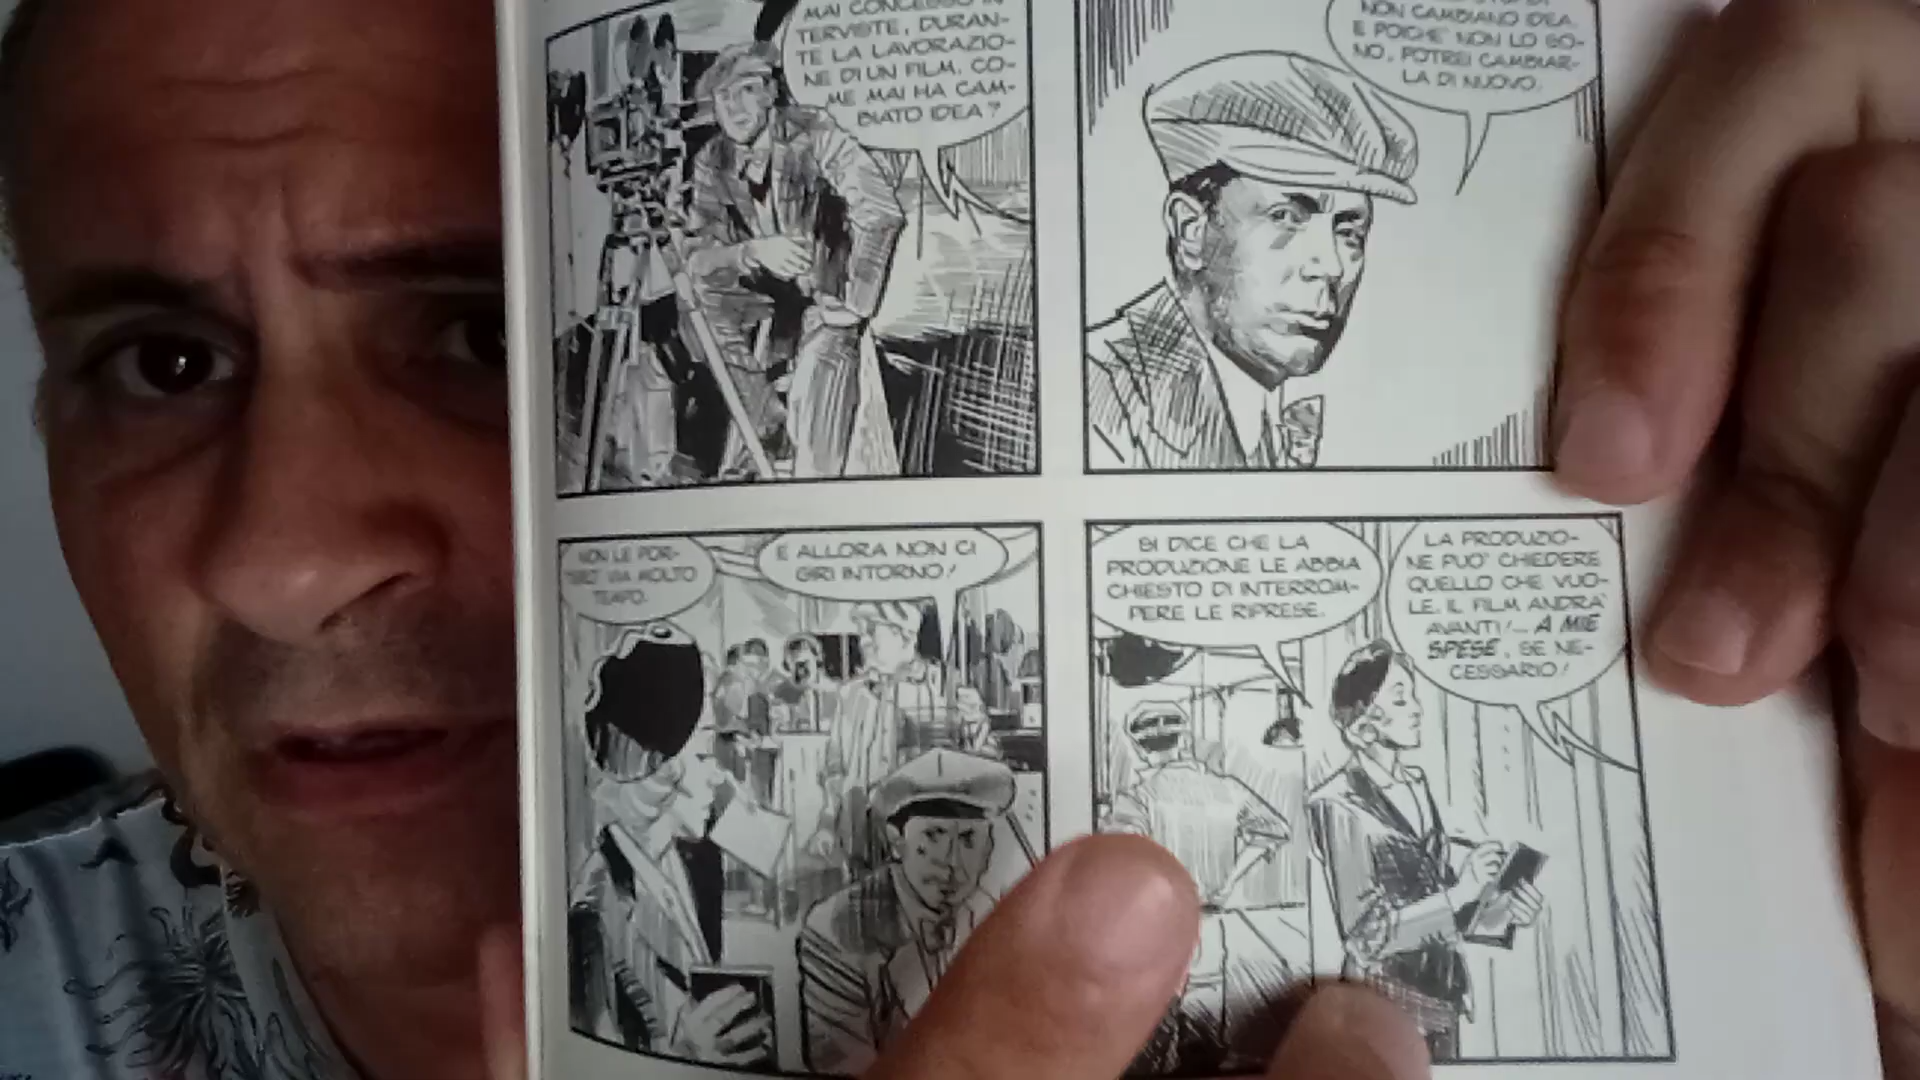 MAI CONCESSO IN
TERVISTE, DURAN-
TE LA LAVORAZIO-
NE DI UN FILM. CO-
ME MAI HA CAM-
BIATO IDEA?
NON CAMBIANO IDEA.
E POICHE' NON LO SO-
NO, POTREI CAMBIAR-
LA DI NUOVO.
NON LE POR-
VIA MOLTO
TEMPO.
E ALLORA NON CI
GIRI INTORNO!
SI DICE CHE LA
PRODUZIONE LE ABBIA
CHIESTO DI INTERROM-
PERE LE RIPRESE.
LA PRODUZIO-
NE PUO' CHIEDERE
QUELLO CHE VUO-
LE. IL FILM ANDRA'
AVANTI!... A MIE
SPESE, SE NE-
CESSARIO!